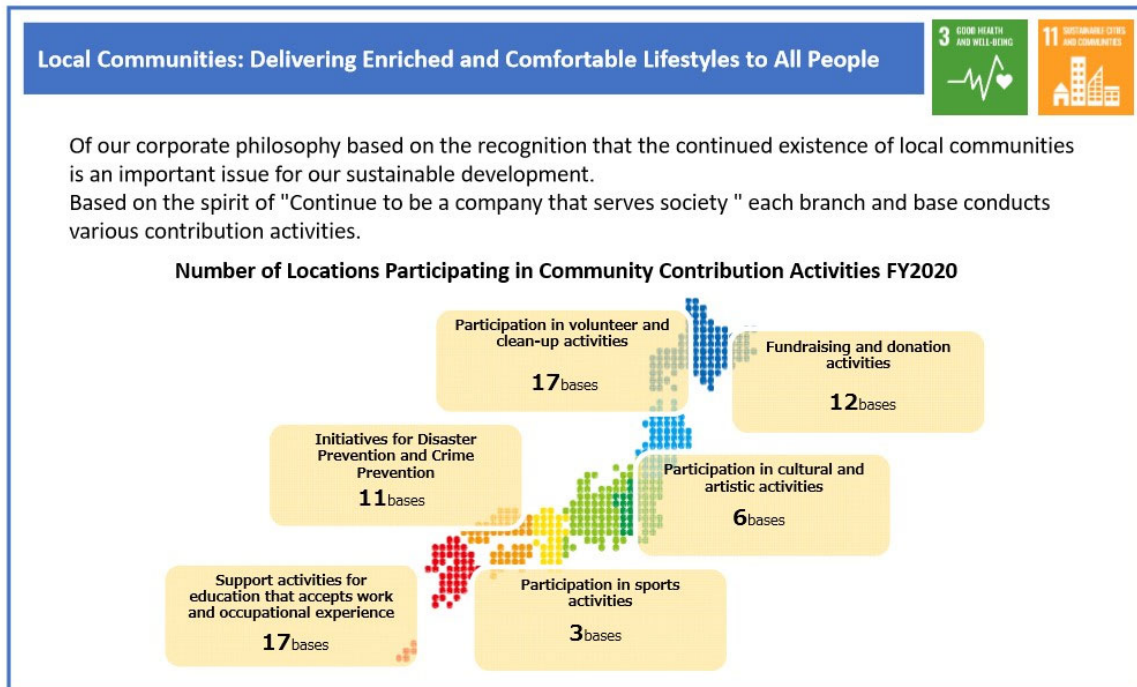 Local Communities: Delivering Enriched and Comfortable Lifestyles to All People
3 GOOD HEALTH
AND WELL-BEING
11 SUSTAINABLE CITIES
AND COMMUNITIES
Of our corporate philosophy based on the recognition that the continued existence of local communities
is an important issue for our sustainable development.
Based on the spirit of "Continue to be a company that serves society " each branch and base conducts
various contribution activities.
Number of Locations Participating in Community Contribution Activities FY2020
Participation in volunteer and
clean-up activities
17bases
Fundraising and donation
activities
12bases
Initiatives for Disaster
Prevention and Crime
Prevention
11bases
Participation in cultural and
artistic activities
6bases
Support activities for
education that accepts work
and occupational experience
17bases
Participation in sports
activities
3bases